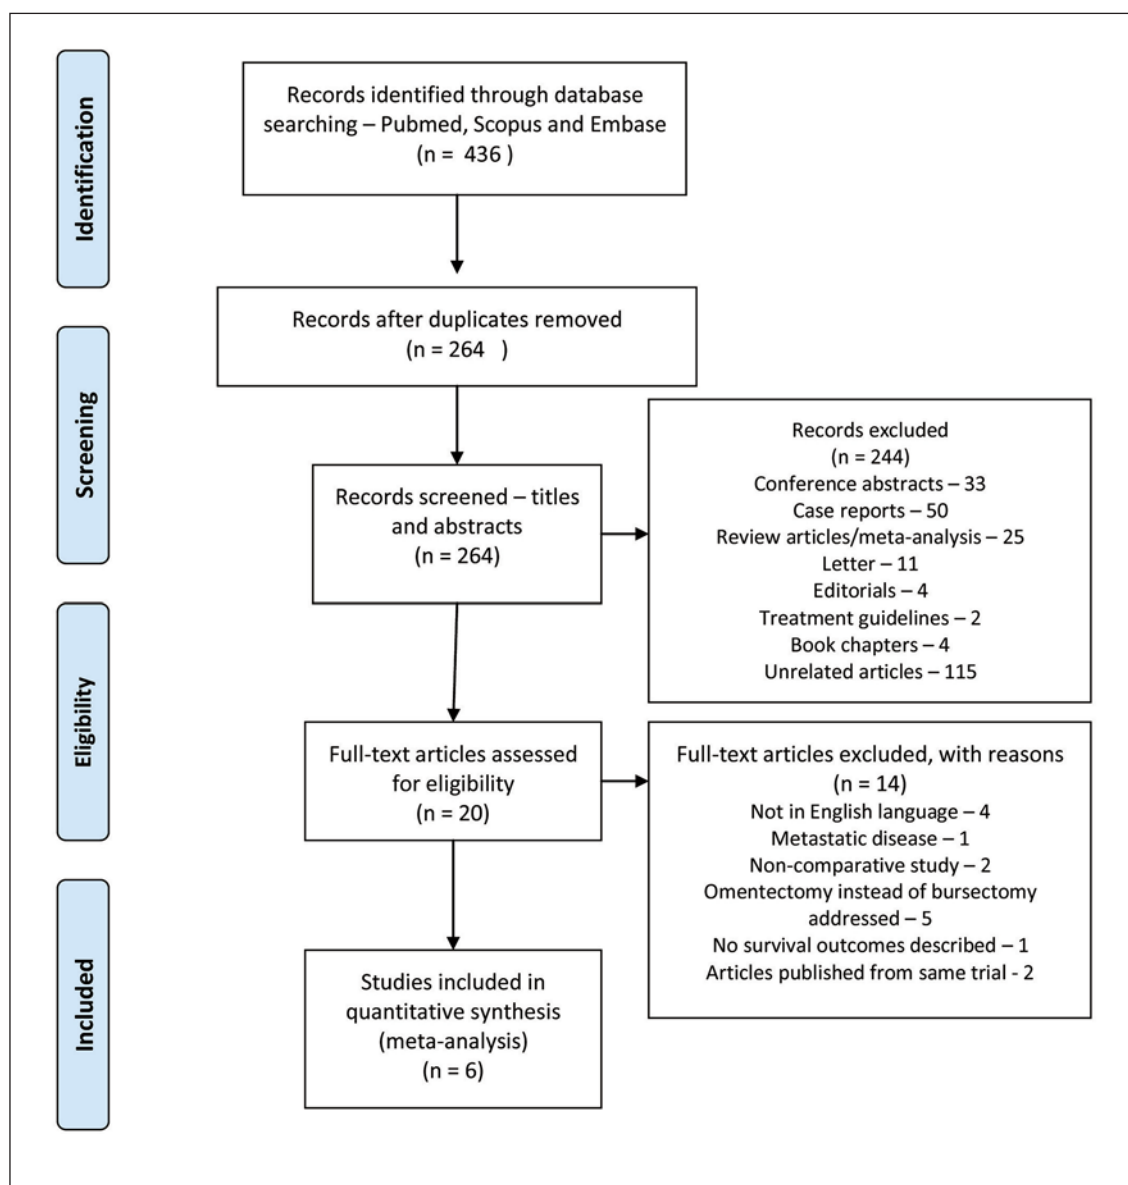 Identification
Records identified through database
searching – Pubmed, Scopus and Embase
(n = 436 )
Records after duplicates removed
(n = 264 )
Screening
Records screened – titles
and abstracts
(n = 264)
Records excluded
(n = 244)
Conference abstracts – 33
Case reports – 50
Review articles/meta-analysis – 25
Letter – 11
Editorials – 4
Treatment guidelines – 2
Book chapters – 4
Unrelated articles – 115
Eligibility
Full-text articles assessed
for eligibility
(n = 20)
Full-text articles excluded, with reasons
(n = 14)
Not in English language – 4
Metastatic disease – 1
Non-comparative study – 2
Omentectomy instead of bursectomy
addressed – 5
No survival outcomes described – 1
Articles published from same trial - 2
Included
Studies included in
quantitative synthesis
(meta-analysis)
(n = 6)